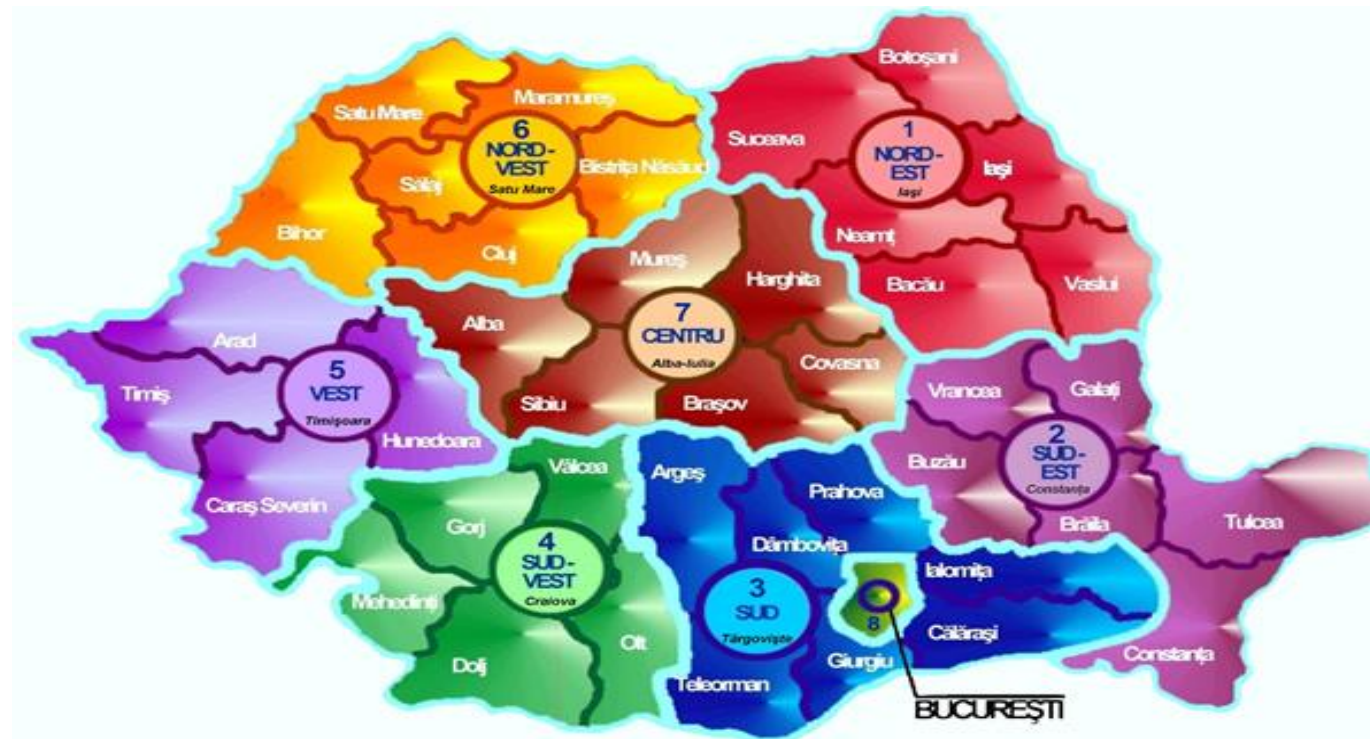 Botoşani
Satu Mare
Maramureş
Suceava
6
NORD-
VEST
Satu Mare
1
NORD-
EST
Iaşi
Bistriţa Năsăud
Iaşi
Sălaj
Bihor
Cluj
Neamţ
Mureş
Harghita
Bacău
Vaslui
Alba
7
CENTRU
Alba-Iulia
Arad
Covasna
5
VEST
Timişoara
Timiş
Vrancea
Galaţi
Sibiu
Braşov
Hunedoara
2
SUD-
EST
Constanţa
Buzău
Vâlcea
Argeş
Prahova
Caraş Severin
Gorj
Brăila
Tulcea
Dâmboviţa
4
SUD-
VEST
Craiova
Ialomiţa
Mehedinţi
3
SUD
Târgovişte
8
Călăraşi
Olt
Dolj
Giurgiu
Constanţa
Teleorman
BUCUREŞTI